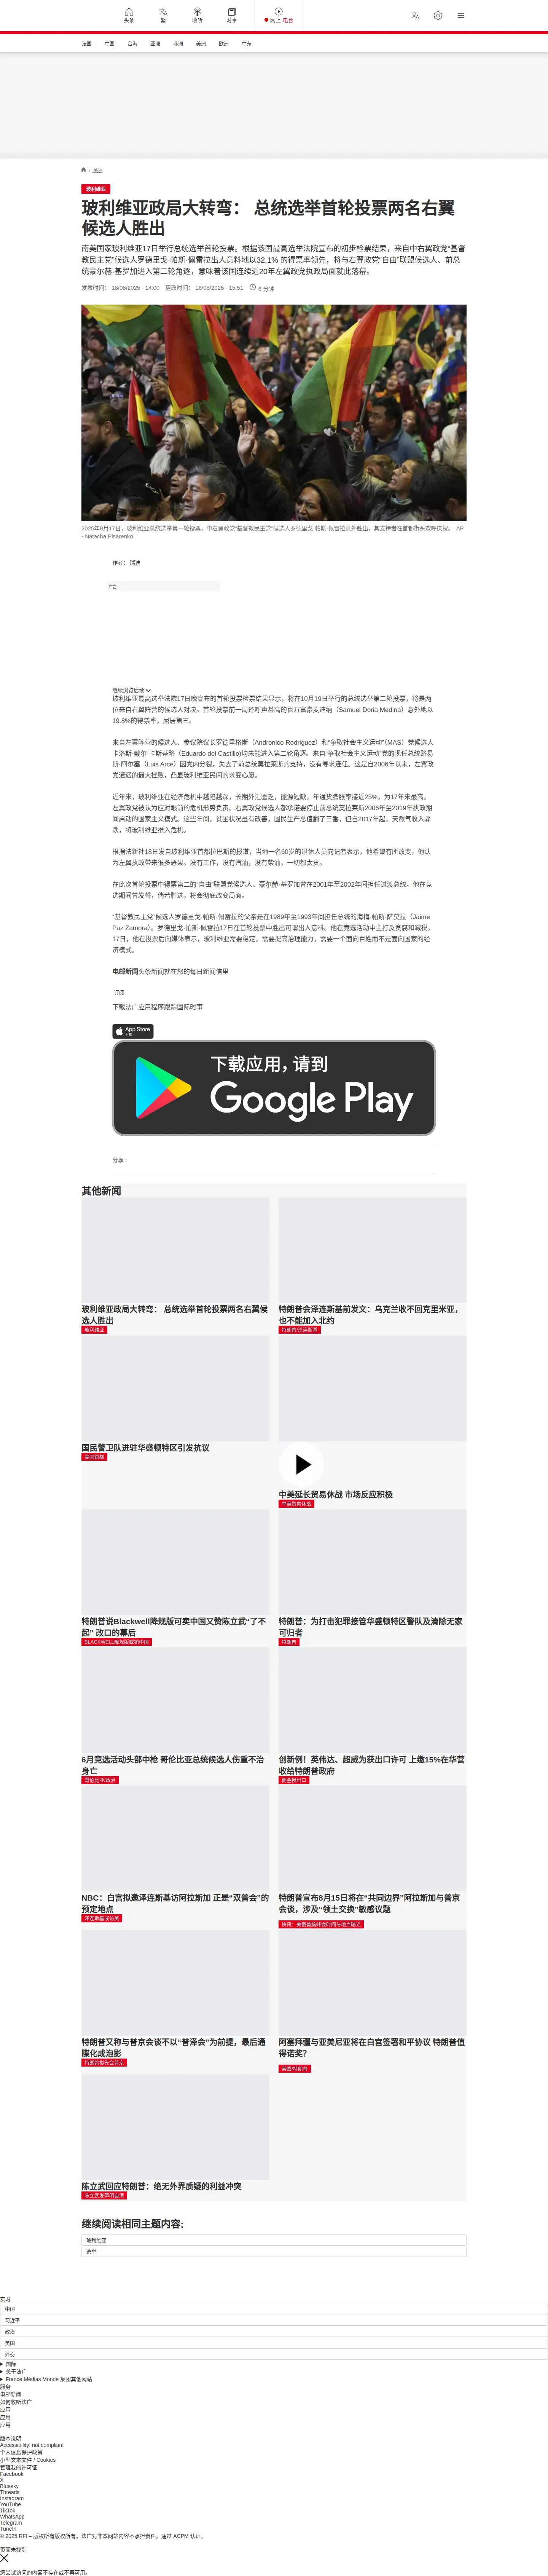 头条
繁
收听
时事
网上 电台
法国
中国
台海
亚洲
非洲
美洲
欧洲
中东
/ 美洲
玻利维亚
玻利维亚政局大转弯： 总统选举首轮投票两名右翼
候选人胜出
南美国家玻利维亚17日举行总统选举首轮投票。根据该国最高选举法院宣布的初步检票结果，来自中右翼政党“基督
教民主党”候选人罗德里戈·帕斯·佩雷拉出人意料地以32,1% 的得票率领先，将与右翼政党“自由”联盟候选人、前总
统豪尔赫·基罗加进入第二轮角逐，意味着该国连续近20年左翼政党执政局面就此落幕。
发表时间： 18/08/2025 - 14:00 更改时间： 18/08/2025 - 15:51 6 分钟
2025年8月17日，玻利维亚总统选举第一轮投票，中右翼政党“基督教民主党”候选人罗德里戈·帕斯·佩雷拉意外胜出，其支持者在首都街头欢呼庆祝。 AP
- Natacha Pisarenko
作者： 瑞迪
广告
继续浏览后续
玻利维亚最高选举法院17日晚宣布的首轮投票检票结果显示，将在10月19日举行的总统选举第二轮投票，将是两
位来自右翼阵营的候选人对决。首轮投票前一周还呼声甚高的百万富豪麦迪纳（Samuel Doria Medina）意外地以
19.8%的得票率，屈居第三。
来自左翼阵营的候选人、参议院议长罗德里格斯（Andronico Rodriguez）和“争取社会主义运动”（MAS）党候选人
卡洛斯·戴尔·卡斯蒂略（Eduardo del Castillo)均未能进入第二轮角逐。来自“争取社会主义运动”党的现任总统路易
斯·阿尔塞（Luis Arce）因党内分裂，失去了前总统莫拉莱斯的支持，没有寻求连任。这是自2006年以来，左翼政
党遭遇的最大挫败，凸显玻利维亚民间的求变心愿。
近年来，玻利维亚在经济危机中越陷越深，长期外汇匮乏，能源短缺，年通货膨胀率接近25%，为17年来最高。
左翼政党被认为应对眼前的危机形势负责。右翼政党候选人都承诺要停止前总统莫拉莱斯2006年至2019年执政期
间启动的国家主义模式。这些年间，贫困状况虽有改善，国民生产总值翻了三番，但自2017年起，天然气收入骤
跌，将玻利维亚推入危机。
根据法新社18日发自玻利维亚首都拉巴斯的报道，当地一名60岁的退休人员向记者表示，他希望有所改变，他认
为左翼执政带来很多恶果。没有工作，没有汽油，没有柴油，一切都太贵。
在此次首轮投票中得票第二的“自由”联盟党候选人、豪尔赫·基罗加曾在2001年至2002年间担任过渡总统。他在竞
选期间曾发誓，倘若胜选，将会彻底改变局面。
“基督教民主党”候选人罗德里戈·帕斯·佩雷拉的父亲是在1989年至1993年间担任总统的海梅·帕斯·萨莫拉（Jaime
Paz Zamora）。罗德里戈·帕斯·佩雷拉17日在首轮投票中胜出可谓出人意料。他在竞选活动中主打反贪腐和减税。
17日，他在投票后向媒体表示，玻利维亚需要稳定，需要提高治理能力，需要一个面向百姓而不是面向国家的经
济模式。
电邮新闻头条新闻就在您的每日新闻信里
订阅
下载法广应用程序跟踪国际时事
App Store
下载
下载应用，请到
Google Play
分享 :
其他新闻
玻利维亚政局大转弯： 总统选举首轮投票两名右翼候
选人胜出
玻利维亚
特朗普会泽连斯基前发文：乌克兰收不回克里米亚，
也不能加入北约
特朗普/泽连斯基
国民警卫队进驻华盛顿特区引发抗议
美国首都
中美延长贸易休战 市场反应积极
中美贸易休战
特朗普说Blackwell降规版可卖中国又赞陈立武“了不
起” 改口的幕后
BLACKWELL降规版或销中国
特朗普：为打击犯罪接管华盛顿特区警队及清除无家
可归者
特朗普
6月竞选活动头部中枪 哥伦比亚总统候选人伤重不治
身亡
哥伦比亚/政治
创新例！英伟达、超威为获出口许可 上缴15%在华营
收给特朗普政府
佣金换出口
NBC：白宫拟邀泽连斯基访阿拉斯加 正是“双普会”的
预定地点
泽连斯基或访美
特朗普宣布8月15日将在“共同边界”阿拉斯加与普京
会谈，涉及“领土交换”敏感议题
快讯：美俄首脑峰会时间与地点曝光
特朗普又称与普京会谈不以“普泽会”为前提，最后通
牒化成泡影
特朗普拟先会普京
阿塞拜疆与亚美尼亚将在白宫签署和平协议 特朗普值
得诺奖?
美国/特朗普
陈立武回应特朗普：绝无外界质疑的利益冲突
陈立武发声明自清
继续阅读相同主题内容:
玻利维亚
选举
实时
中国
习近平
政治
美国
外交
国际
关于法广
France Médias Monde 集团其他网站
服务
电邮新闻
如何收听法广
应用
应用
应用
版本说明
Accessibility: not compliant
个人信息保护政策
小型文本文件 / Cookies
管理我的许可证
Facebook
X
Bluesky
Threads
Instagram
YouTube
TikTok
WhatsApp
Telegram
TuneIn
© 2025 RFI – 版权所有版权所有。法广对非本网站内容不承担责任。通过 ACPM 认证。
页面未找到
您尝试访问的内容不存在或不再可用。